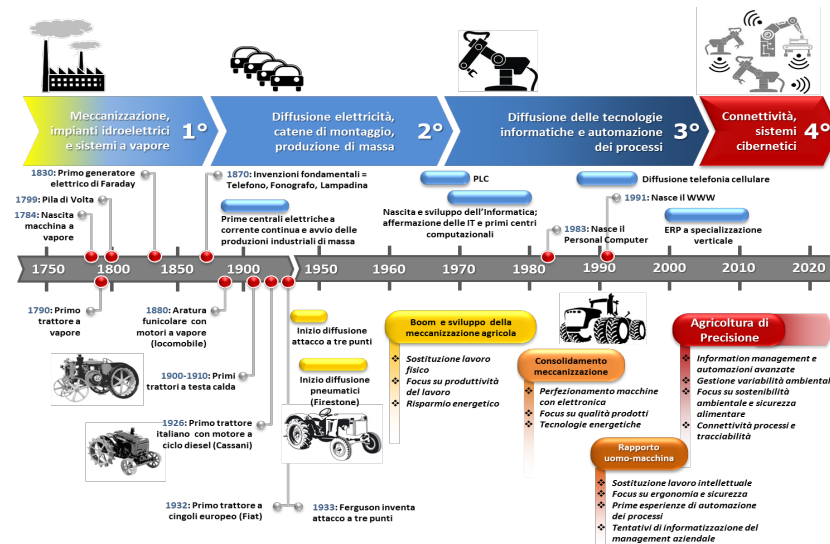 Meccanizzazione,
impianti idroelettrici
e sistemi a vapore
1°
Diffusione elettricità,
catene di montaggio,
produzione di massa
2°
Diffusione delle tecnologie
informatiche e automazione
dei processi
3°
Connettività,
sistemi
cibernetici
4°
1830: Primo generatore
elettrico di Faraday
1799: Pila di Volta
1784: Nascita
macchina a
vapore
1870: Invenzioni fondamentali =
Telefono, Fonografo, Lampadina
Prime centrali elettriche a
corrente continua e avvio delle
produzioni industriali di massa
PLC
Nascita e sviluppo dell'Informatica;
affermazione delle IT e primi centri
computazionali
Diffusione telefonia cellulare
1991: Nasce il WWW
1983: Nasce il
Personal Computer
ERP a specializzazione
verticale
1750
1800
1850
1900
1950
1960
1970
1980
1990
2000
2010
2020
1790: Primo
trattore a
vapore
1880: Aratura
funicolare con
motori a vapore
(locomobile)
1900-1910: Primi
trattori a testa calda
1926: Primo trattore
italiano con motore a
ciclo diesel (Cassani)
1932: Primo trattore a
cingoli europeo (Fiat)
1933: Ferguson inventa
attacco a tre punti
Inizio diffusione
attacco a tre punti
Inizio diffusione
pneumatici
(Firestone)
Boom e sviluppo della
meccanizzazione agricola
❖ Sostituzione lavoro
fisico
❖ Focus su produttività
del lavoro
❖ Risparmio energetico
Consolidamento
meccanizzazione
❖ Perfezionamento macchine
con elettronica
❖ Focus su qualità prodotti
❖ Tecnologie energetiche
Rapporto
uomo-macchina
❖ Sostituzione lavoro intellettuale
❖ Focus su ergonomia e sicurezza
❖ Prime esperienze di automazione
dei processi
❖ Tentativi di informatizzazione del
management aziendale
Agricoltura di
Precisione
❖ Information management e
automazioni avanzate
❖ Gestione variabilità ambiental
❖ Focus su sostenibilità
ambientale e sicurezza
alimentare
❖ Connettività processi e
tracciabilità